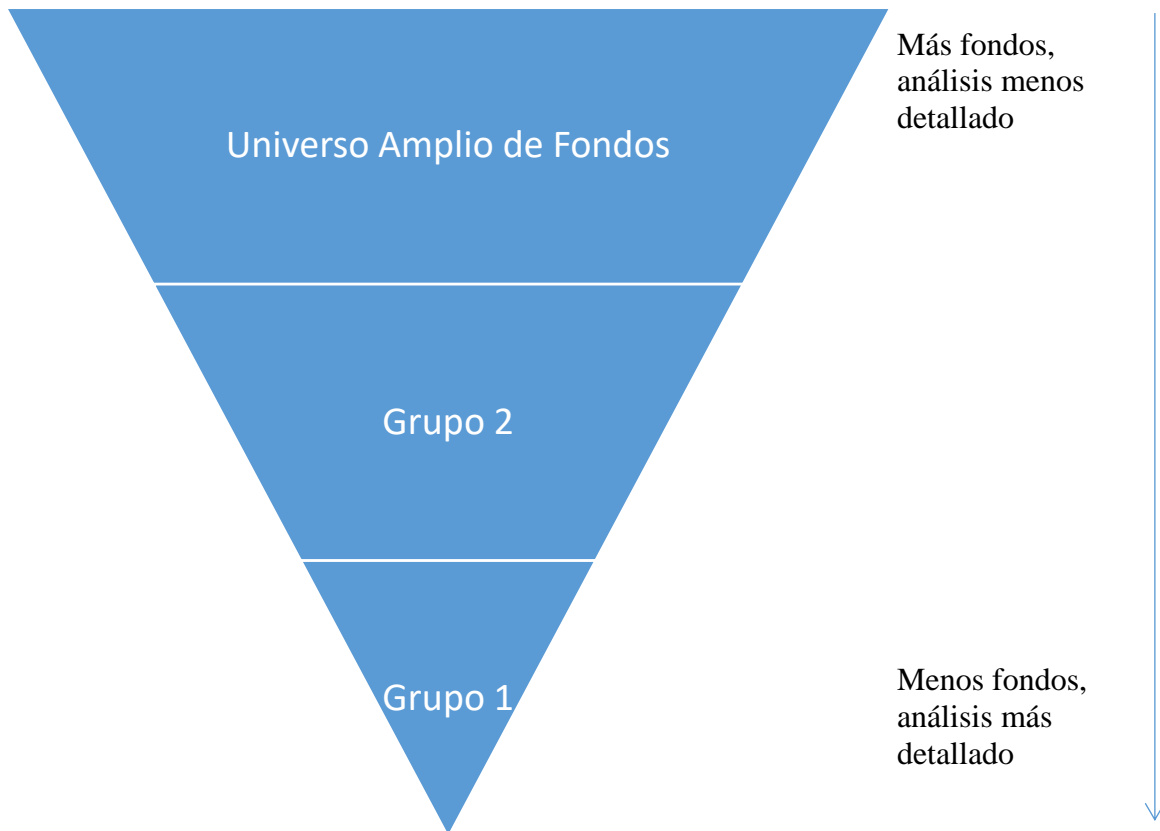 Más fondos,
análisis menos
detallado
Universo Amplio de Fondos
Grupo 2
Grupo 1
Menos fondos,
análisis más
detallado